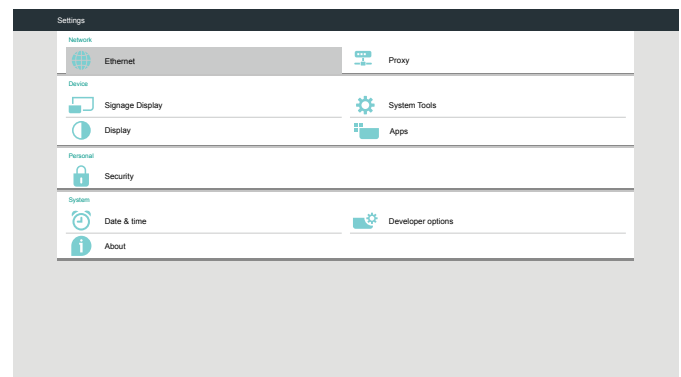 Settings
Network
Ethernet
Proxy
Device
Signage Display
System Tools
Display
Apps
Personal
Security
System
Date & time
Developer options
About